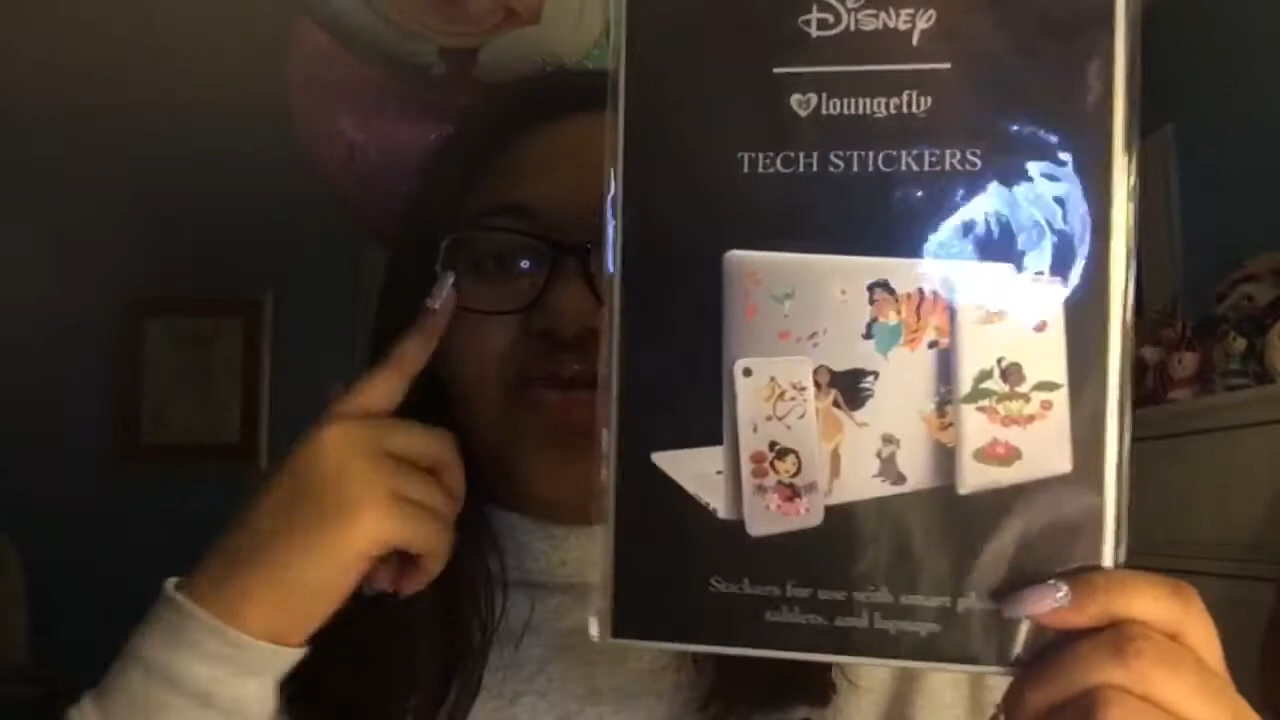 Disney
loungefly
TECH STICKERS
Stickers for use with smart
tablets, and laptops